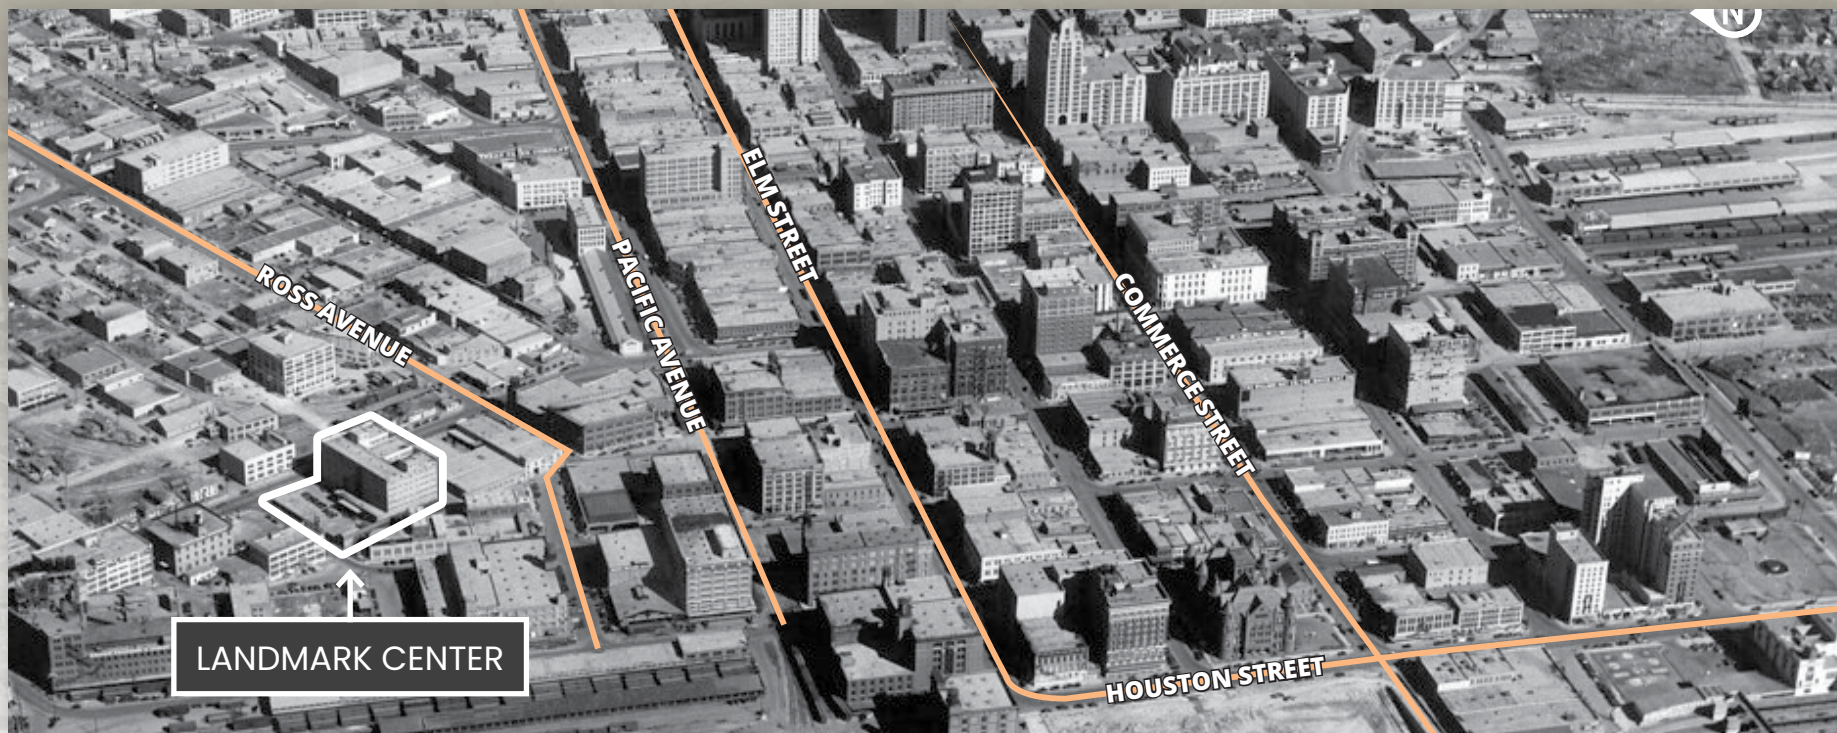 N
ELM STREET
ROSS AVENUE
PACIFIC AVENUE
COMMERCE STREET
LANDMARK CENTER
HOUSTON STREET